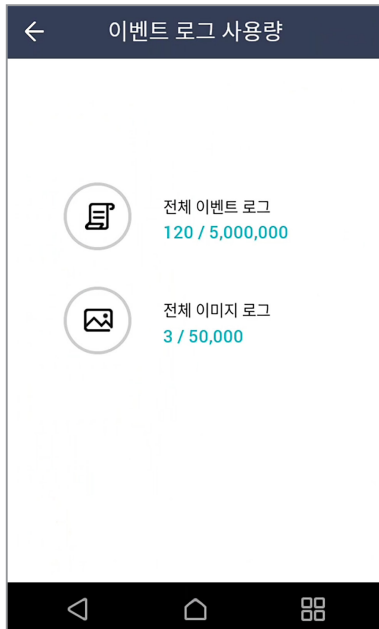 이벤트 로그 사용량
전체 이벤트 로그
120 / 5,000,000
전체 이미지 로그
3 / 50,000